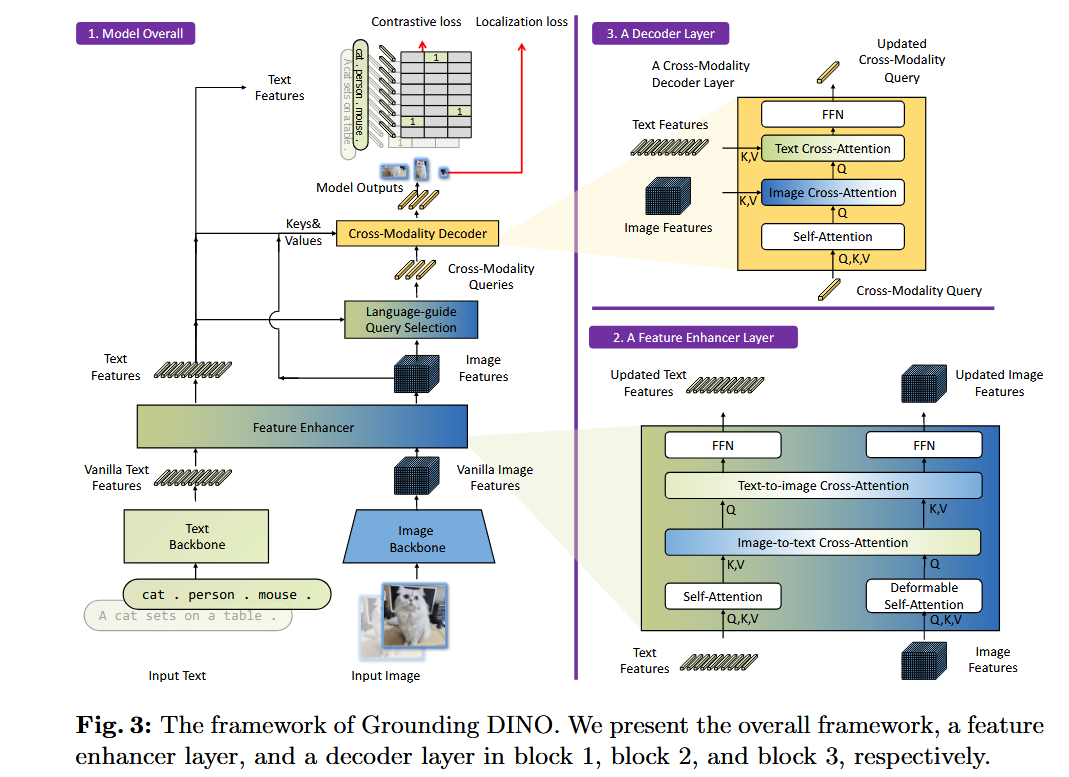 1. Model Overall
Contrastive loss
Localization loss
cat . person . mouse .
A cat sets on a table .
1
1
1
1
Text
Features
Model Outputs
Keys&
Values
Cross-Modality Decoder
Cross-Modality
Queries
Language-guide
Query Selection
Text
Features
Image
Features
Feature Enhancer
Vanilla Text
Features
Vanilla Image
Features
Text
Backbone
Image
Backbone
cat . person . mouse .
A cat sets on a table .
Input Text
Input Image
3. A Decoder Layer
A Cross-Modality
Decoder Layer
Updated
Cross-Modality
Query
FFN
Text Features
K,V
Text Cross-Attention
Q
K,V
Image Cross-Attention
Image Features
Q
Self-Attention
Q,K,V
Cross-Modality Query
2. A Feature Enhancer Layer
Updated Text
Features
Updated Image
Features
FFN
FFN
Text-to-image Cross-Attention
Q
K,V
Image-to-text Cross-Attention
K,V
Q
Self-Attention
Deformable
Self-Attention
Q,K,V
Q,K,V
Text
Features
Image
Features
Fig. 3: The framework of Grounding DINO. We present the overall framework, a feature
enhancer layer, and a decoder layer in block 1, block 2, and block 3, respectively.